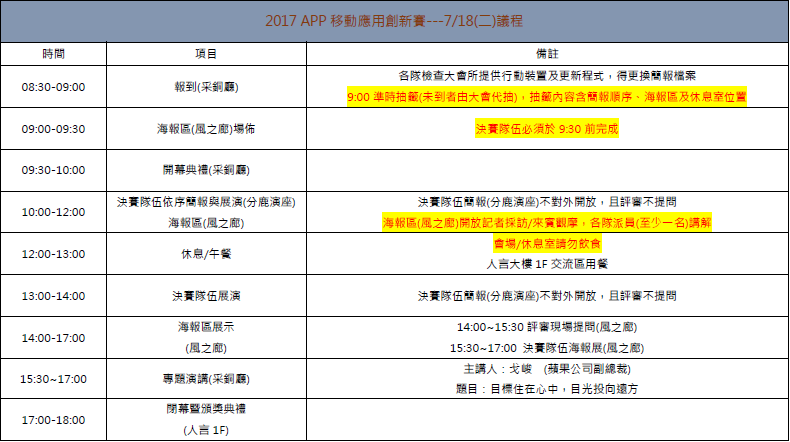 2017 APP 移動應用創新賽---7/18(二)議程
時間 項目 備註
08:30-09:00 報到(采鉬廳) 各隊檢查大會所提供行動裝置及更新程式，得更換簡報檔案
9:00 準時抽籤(未到者由大會代抽)，抽籤內容含簡報順序、海報區及休息室位置
09:00-09:30 海報區(風之廊)場佈 決賽隊伍必須於 9:30 前完成
09:30-10:00 開幕典禮(采鉬廳)
10:00-12:00 決賽隊伍依序簡報與展演(分鹿演座) 決賽隊伍簡報(分鹿演座)不對外開放，且評審不提問
海報區(風之廊) 海報區(風之廊)開放記者採訪/來賓觀摩，各隊派員(至少一名)講解
12:00-13:00 休息/午餐 會場/休息室請勿飲食
人言大樓 1F 交流區用餐
13:00-14:00 決賽隊伍展演 決賽隊伍簡報(分鹿演座)不對外開放，且評審不提問
14:00-17:00 海報區展示 14:00~15:30 評審現場提問(風之廊)
(風之廊) 15:30~17:00 決賽隊伍海報展(風之廊)
15:30~17:00 專題演講(采鉬廳) 主講人：戈峻 (蘋果公司副總裁)
題目：目標住在心中，目光投向遠方
17:00-18:00 閉幕暨頒獎典禮
(人言 1F)